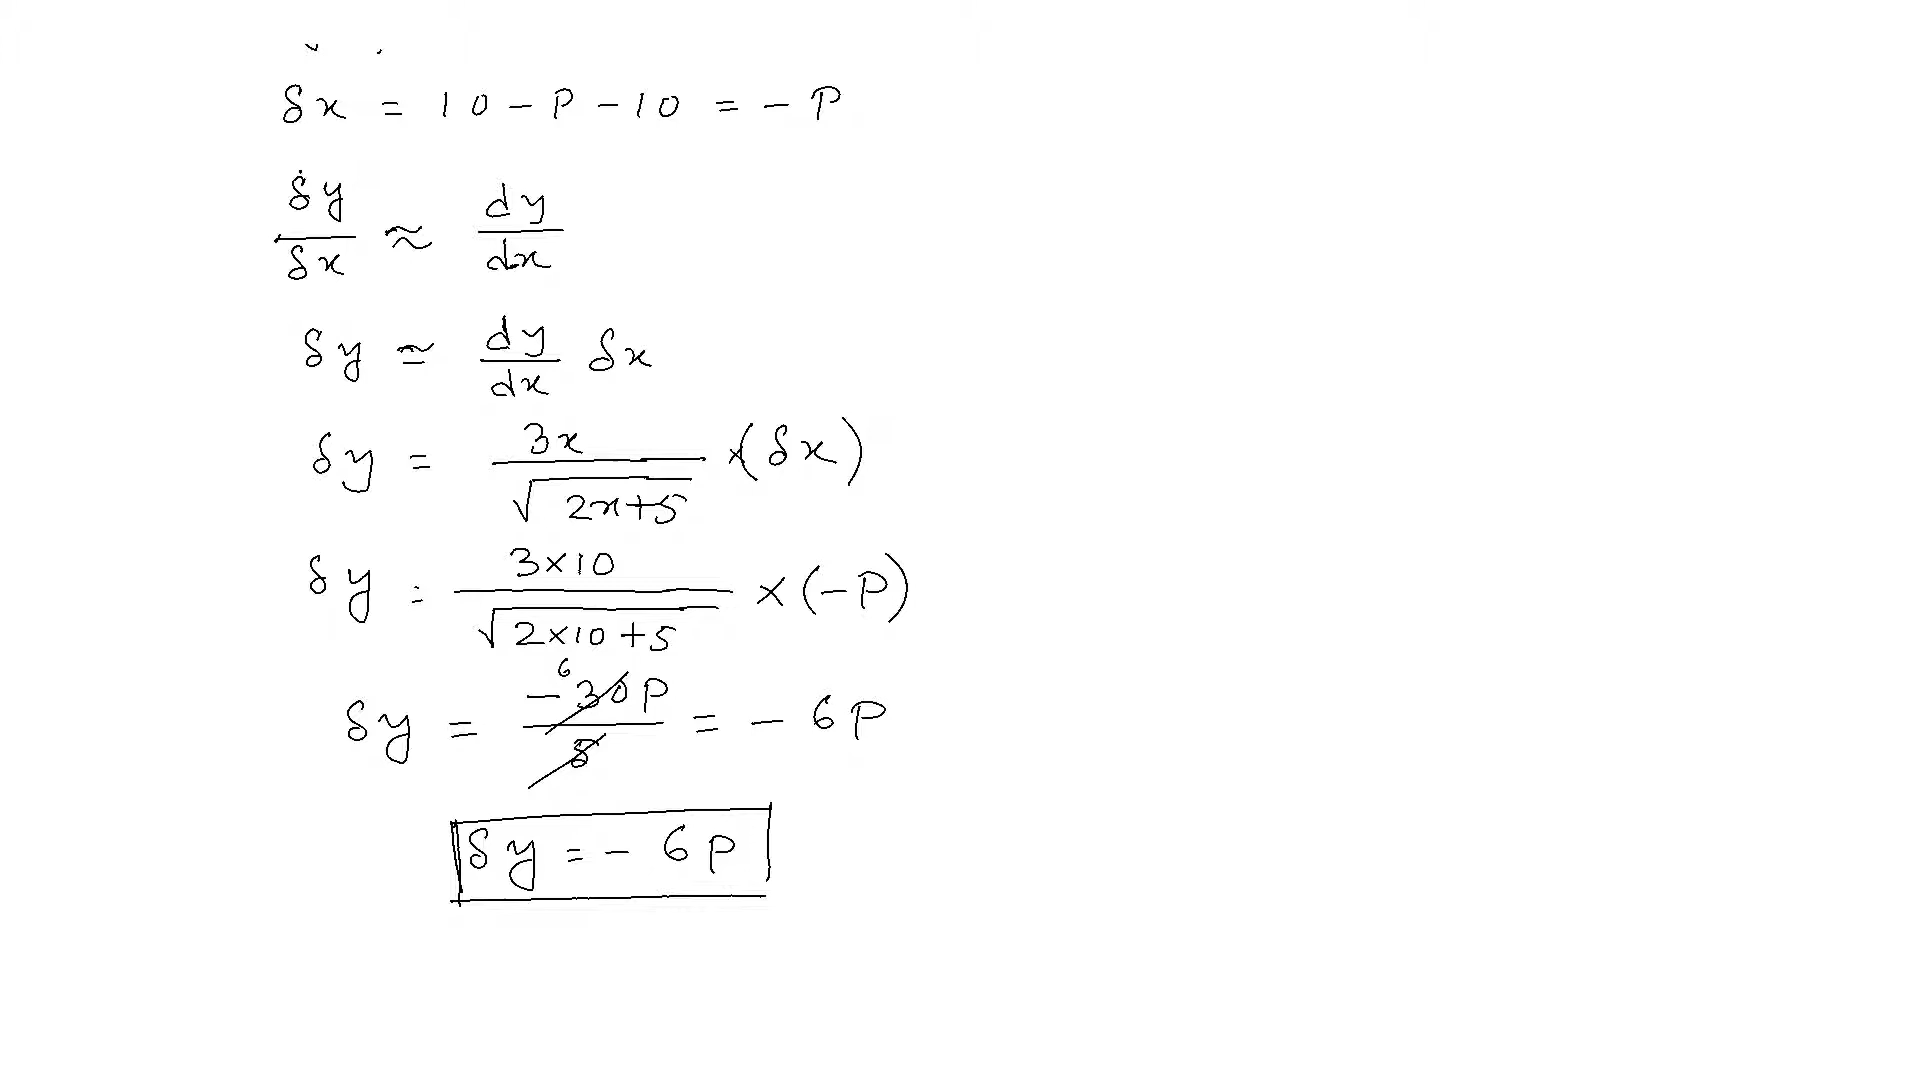 δx = 10 - P - 10 = - P
δy/δx ≈ dy/dx
δy ≃ dy/dx δx
δy = 3x/√(2x+5) × (δx)
δy = 3×10/√(2×10+5) × (-P)
6
δy = -30P/5 = - 6P
δy = - 6P